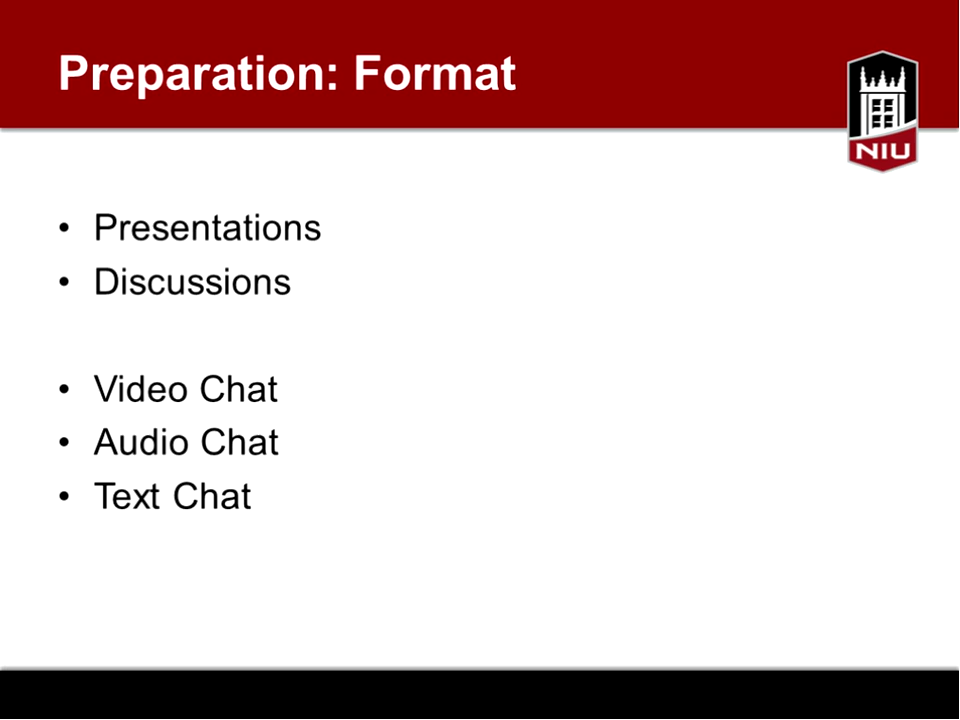 Preparation: Format
NIU
• Presentations
• Discussions
• Video Chat
• Audio Chat
• Text Chat